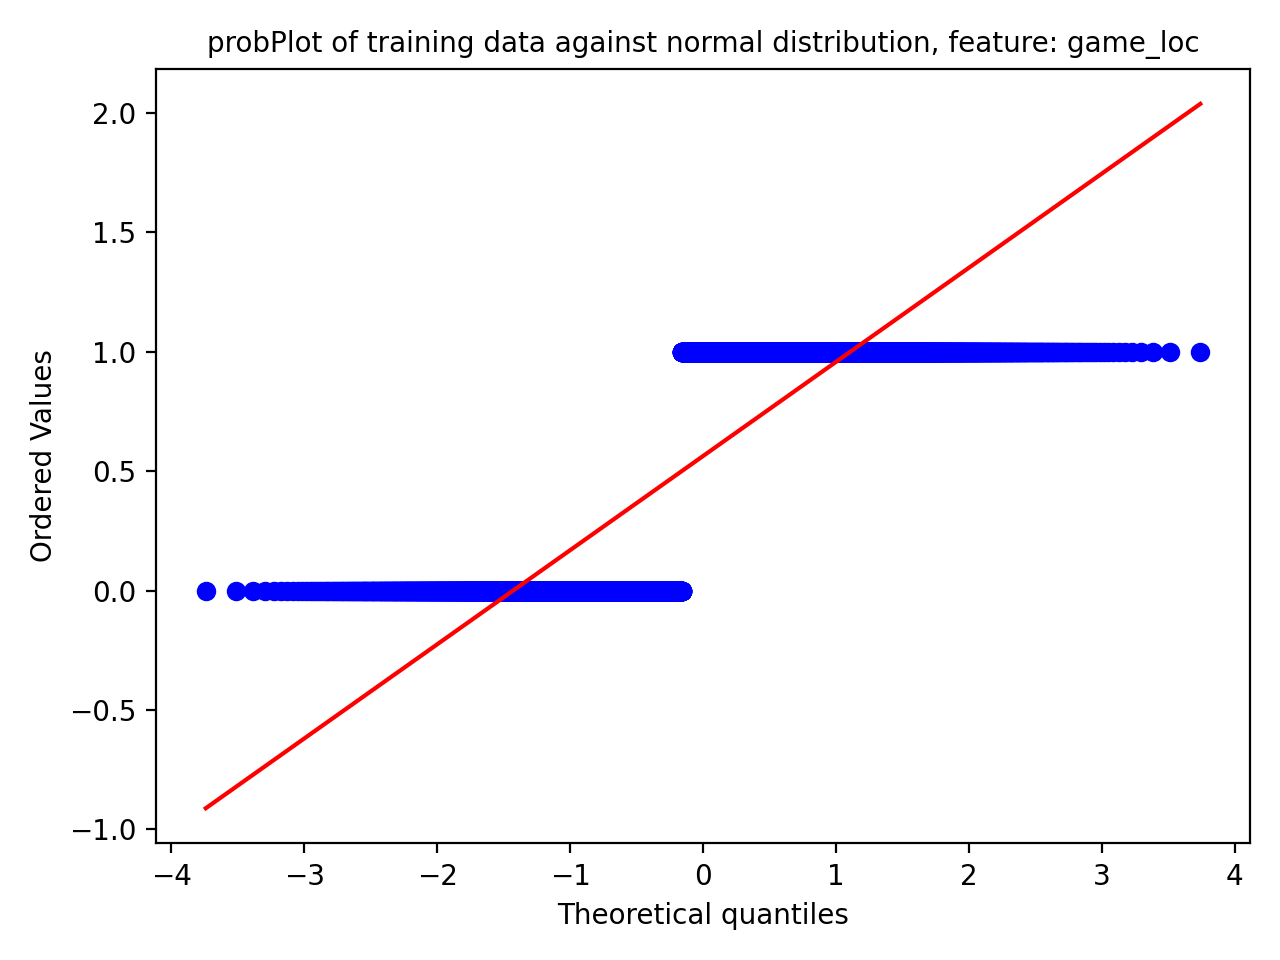 probPlot of training data against normal distribution, feature: game_loc
2.0
1.5
1.0
0.5
0.0
−0.5
−1.0
Ordered Values
−4 −3 −2 −1 0 1 2 3 4
Theoretical quantiles